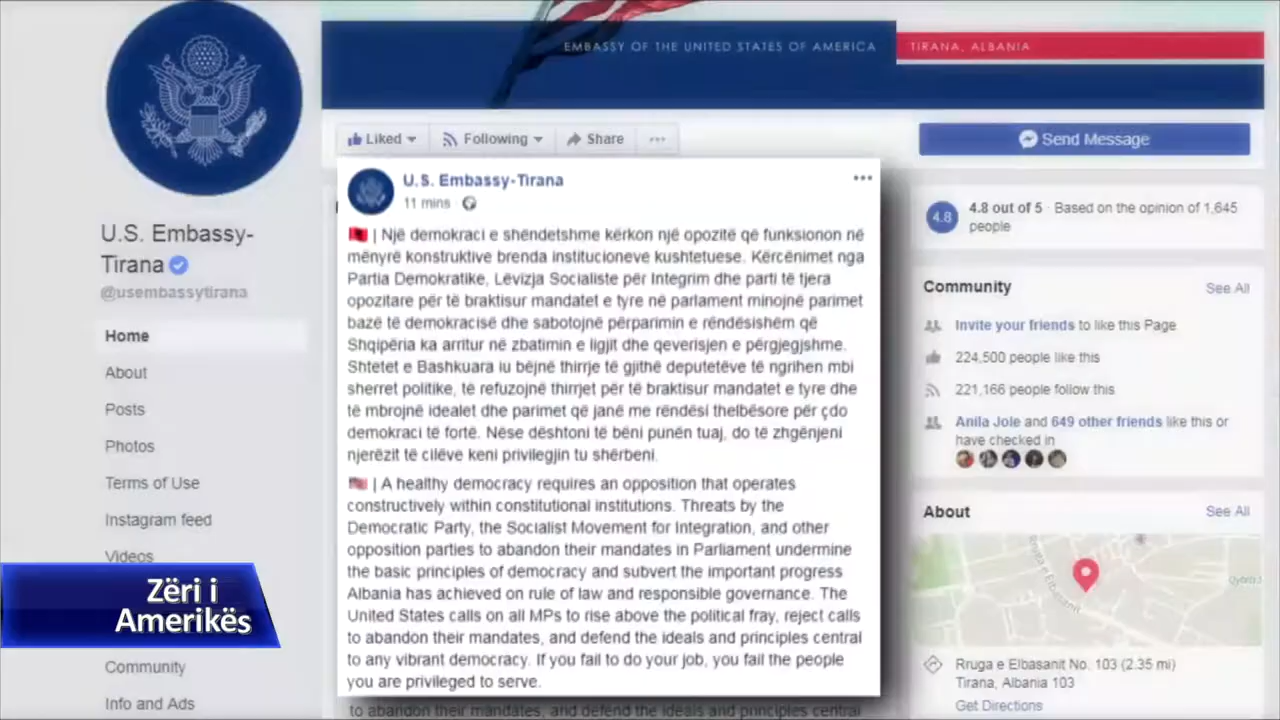 EMBASSY OF THE UNITED STATES OF AMERICA
TIRANA, ALBANIA
Liked
Following
Share
Send Message
U.S. Embassy-
Tirana
@usembassytirana
Home
About
Posts
Photos
Terms of Use
Instagram feed
Videos
Community
Info and Ads
Zëri i
Amerikës
U.S. Embassy-Tirana
11 mins
| Një demokraci e shëndetshme kërkon një opozitë që funksionon në
mënyrë konstruktive brenda institucioneve kushtetuese. Kërcënimet nga
Partia Demokratike, Lëvizja Socialiste për Integrim dhe parti të tjera
opozitare për të braktisur mandatet e tyre në parlament minojnë parimet
bazë të demokracisë dhe sabotojnë përparimin e rëndësishëm që
Shqipëria ka arritur në zbatimin e ligjit dhe qeverisjen e përgjegjshme.
Shtetet e Bashkuara iu bëjnë thirrje të gjithë deputetëve të ngrihen mbi
sherret politike, të refuzojnë thirrjet për të braktisur mandatet e tyre dhe
të mbrojnë idealet dhe parimet që janë me rëndësi thelbësore për çdo
demokraci të fortë. Nëse dështoni të bëni punën tuaj, do të zhgënjeni
njerëzit të cilëve keni privilegjin tu shërbeni.
| A healthy democracy requires an opposition that operates
constructively within constitutional institutions. Threats by the
Democratic Party, the Socialist Movement for Integration, and other
opposition parties to abandon their mandates in Parliament undermine
the basic principles of democracy and subvert the important progress
Albania has achieved on rule of law and responsible governance. The
United States calls on all MPs to rise above the political fray, reject calls
to abandon their mandates, and defend the ideals and principles central
to any vibrant democracy. If you fail to do your job, you fail the people
you are privileged to serve.
to abandon their mandates, and defend the ideals and principles central
4.8
4.8 out of 5 · Based on the opinion of 1,645
people
Community
See All
Invite your friends to like this Page
224,500 people like this
221,166 people follow this
Anila Jole and 649 other friends like this or
have checked in
About
See All
Rruga e Elbasanit
Rruga e Elbasanit No. 103 (2.35 mi)
Tirana, Albania 103
Get Directions